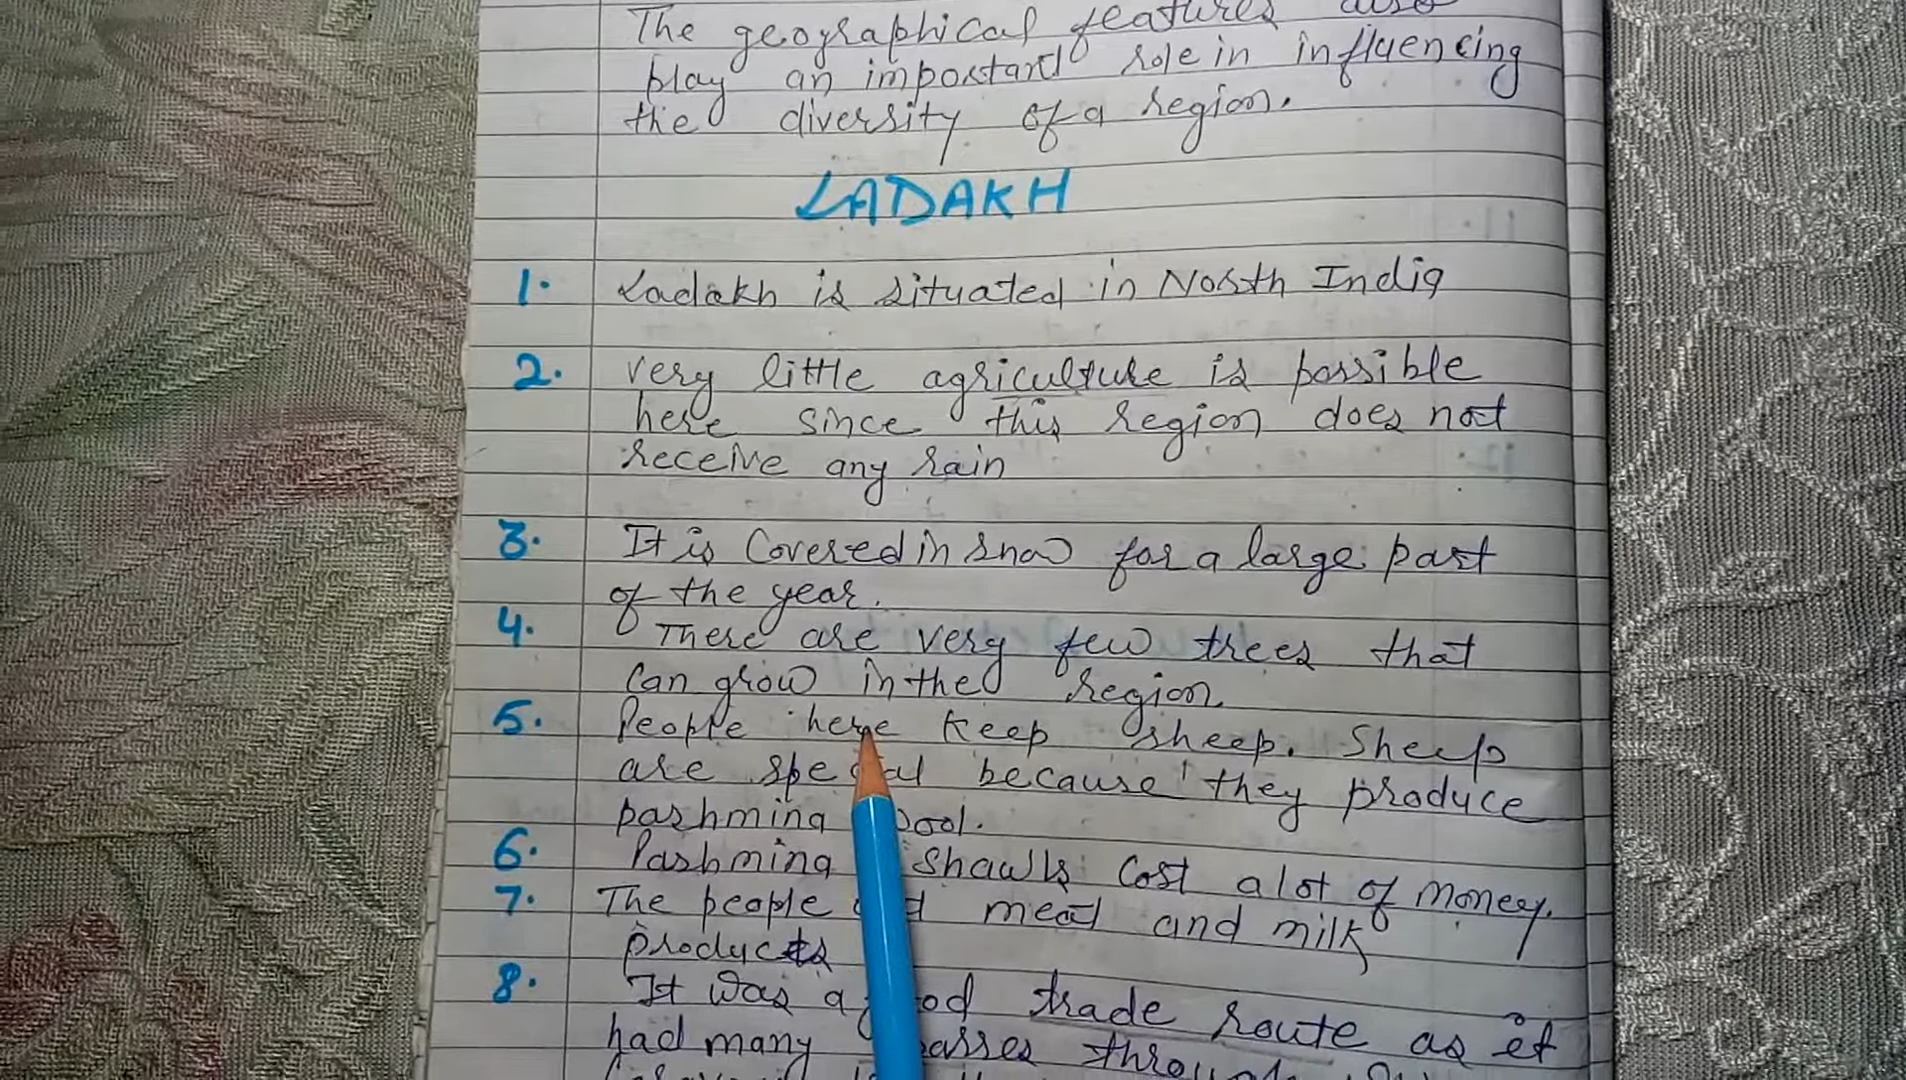 The geographical features also
play an important role in influencing
the diversity of a region.
LADAKH
1. Ladakh is situated in North India
2. very little agriculture is possible
here since this region does not
receive any rain
3. It is Covered in snow for a large part
of the year.
4. There are very few trees that
Can grow in the region.
5. People here keep sheep. Sheep
are special because they produce
pashmina wool.
6. Pashmina shawls Cost a lot of money.
7. The people meat and milk
products
8. It was a good trade route as it
had many passes through